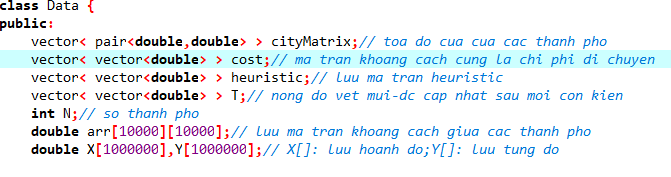 class Data {
public:
    vector< pair<double,double> > cityMatrix;// toa do cua cua cac thanh pho
    vector< vector<double> > cost;// ma tran khoang cach cung la chi phi di chuyen
    vector< vector<double> > heuristic;// luu ma tran heuristic
    vector< vector<double> > T;// nong do vet mui-dc cap nhat sau moi con kien
    int N;// so thanh pho
    double arr[10000][10000];// luu ma tran khoang cach giua cac thanh pho
    double X[1000000],Y[1000000];// X[]: luu hoanh do;Y[]: luu tung do